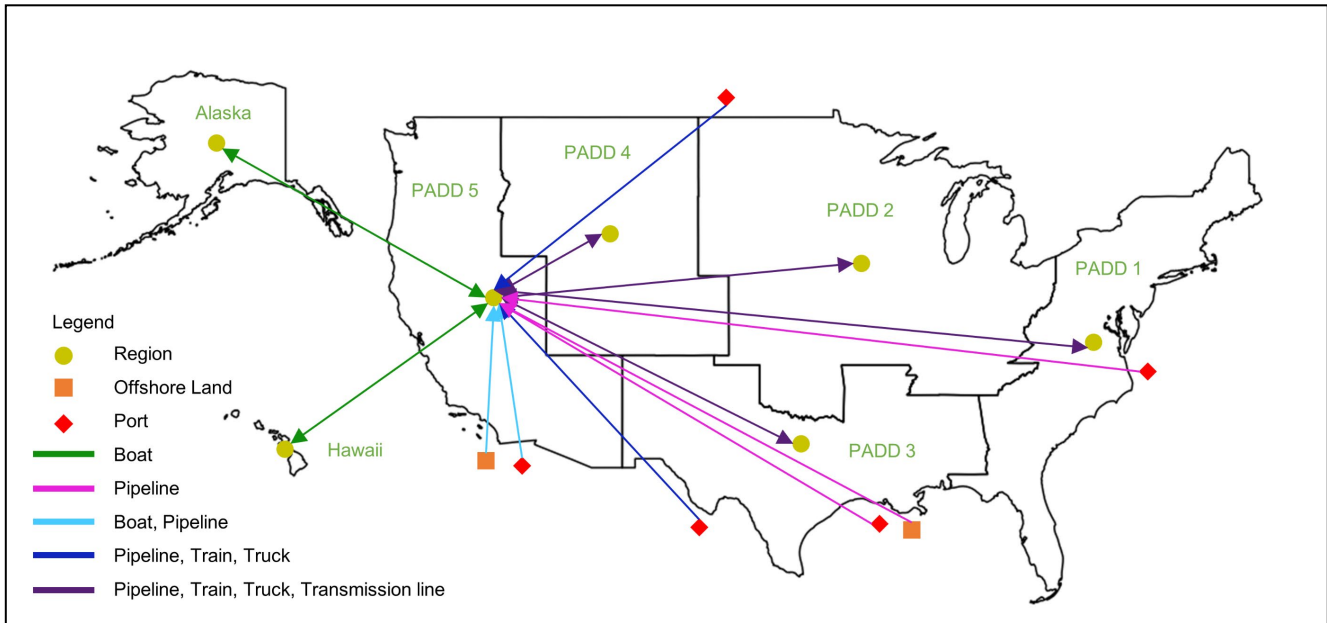 Alaska
PADD 4
PADD 5
PADD 2
PADD 1
Legend
Region
Offshore Land
Port
Hawaii
PADD 3
Boat
Pipeline
Boat, Pipeline
Pipeline, Train, Truck
Pipeline, Train, Truck, Transmission line